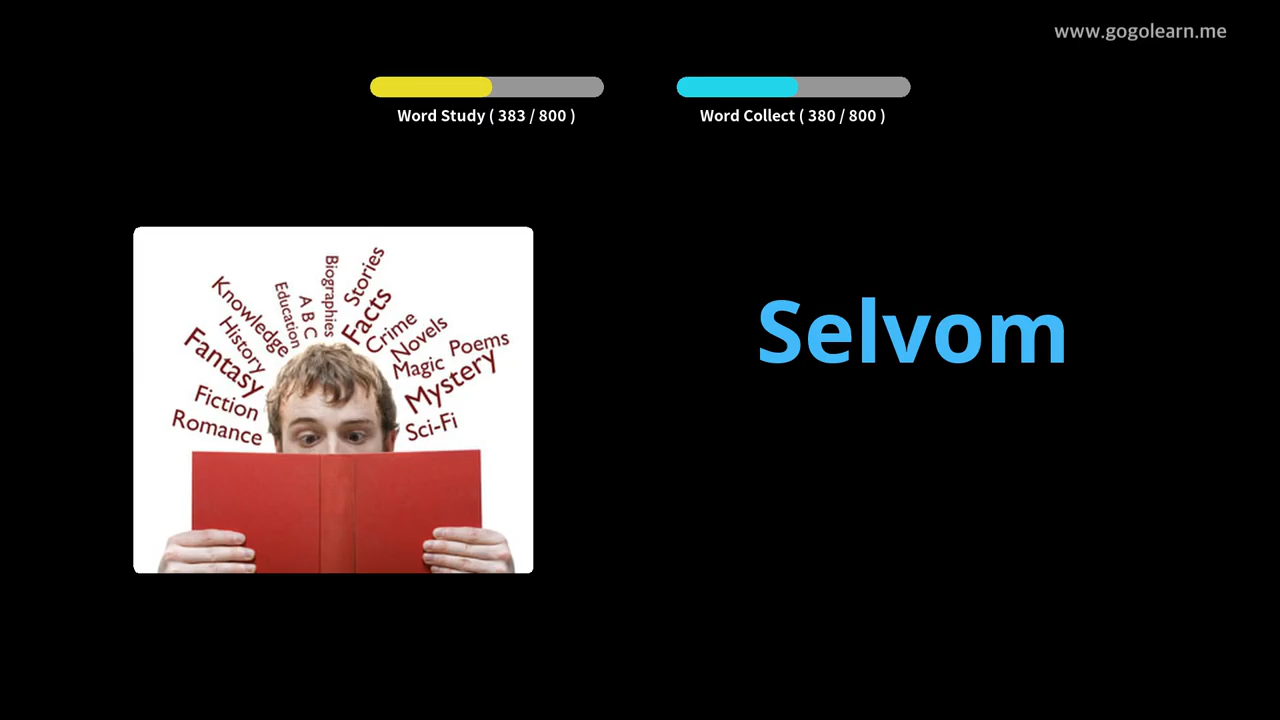 www.gogolearn.me
Word Study ( 383 / 800 )
Word Collect ( 380 / 800 )
Selvom
Romance
Fiction
Fantasy
History
Knowledge
Education
A B C
Biographies
Stories
Facts
Crime
Novels
Magic
Poems
Mystery
Sci-Fi